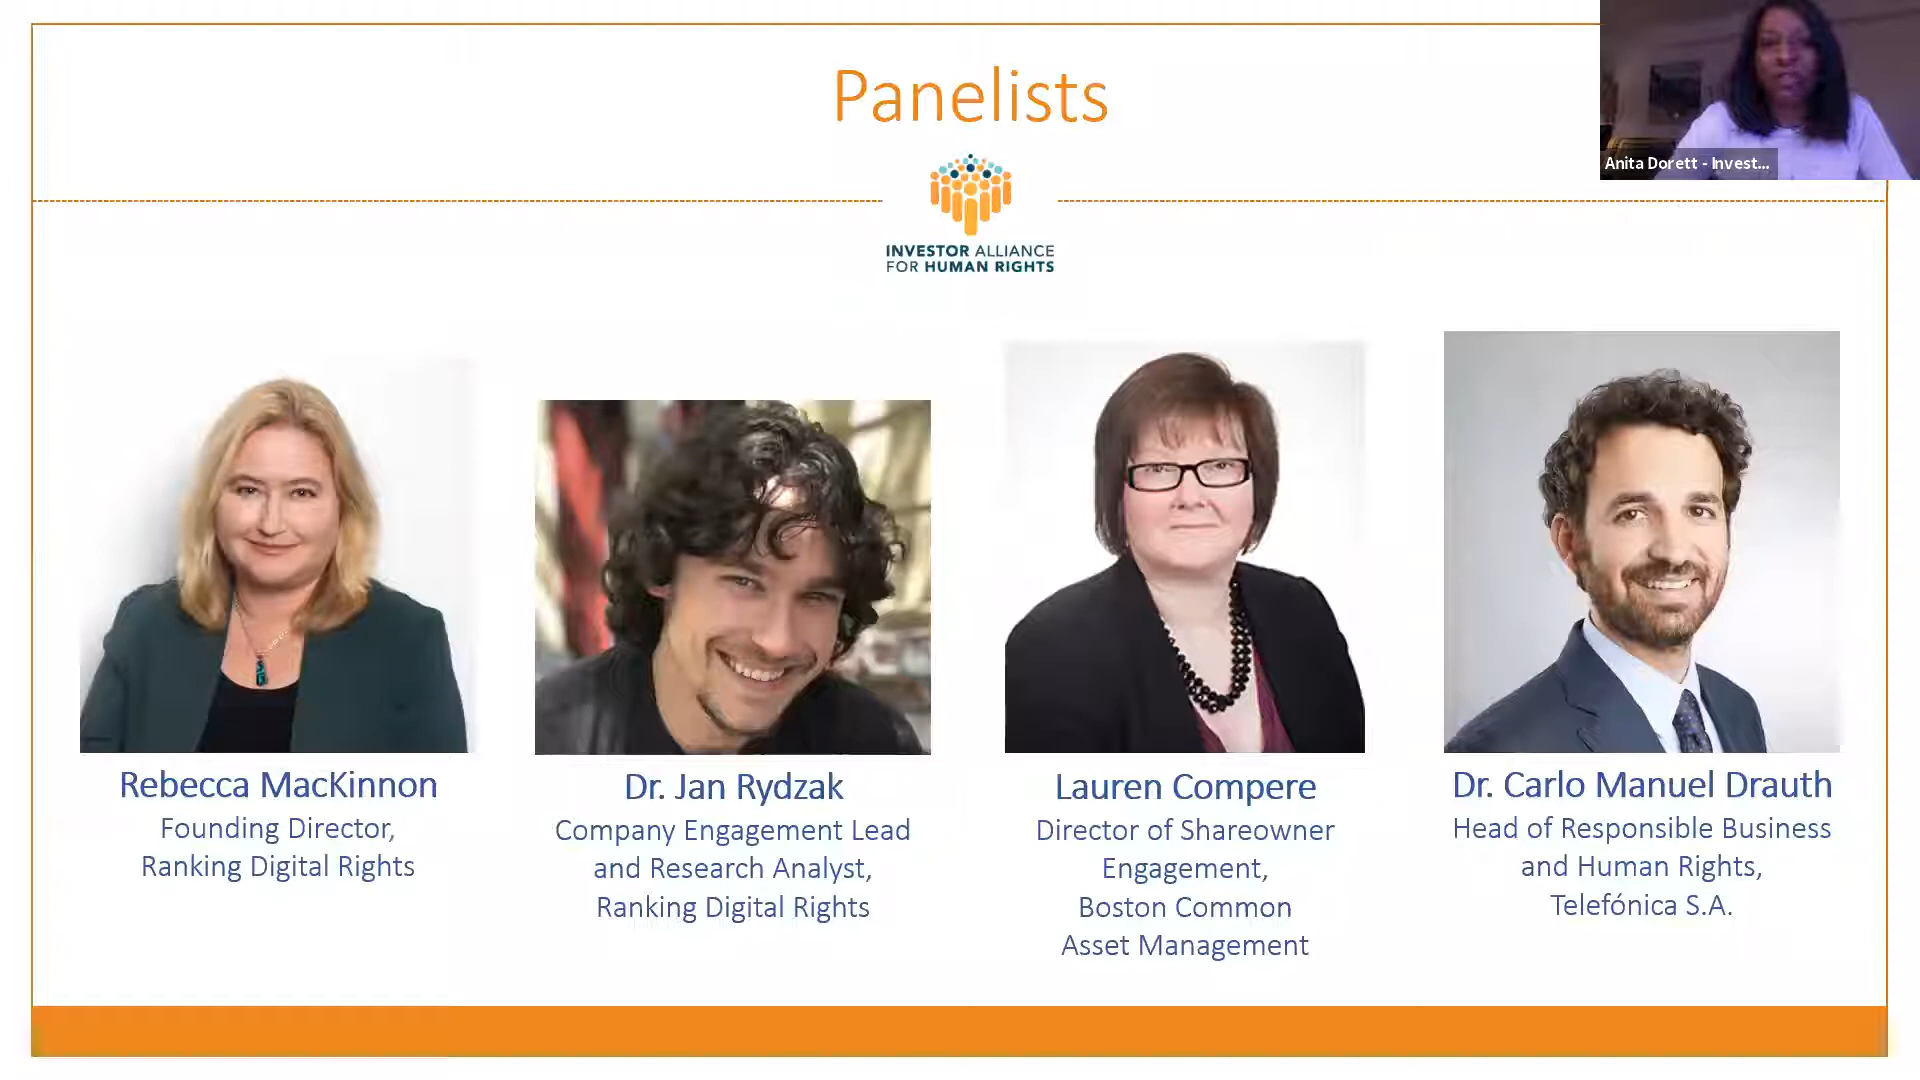 Panelists
Anita Dorett - Invest...
INVESTOR ALLIANCE
FOR HUMAN RIGHTS
Rebecca MacKinnon
Founding Director,
Ranking Digital Rights
Dr. Jan Rydzak
Company Engagement Lead
and Research Analyst,
Ranking Digital Rights
Lauren Compere
Director of Shareowner
Engagement,
Boston Common
Asset Management
Dr. Carlo Manuel Drauth
Head of Responsible Business
and Human Rights,
Telefónica S.A.